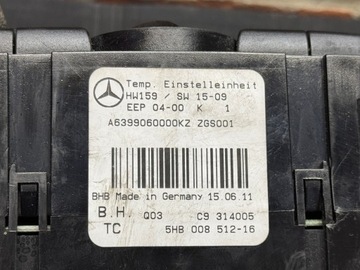 Temp. Einstelleinheit
HW159 / SW 15-09
EEP 04-00 K 1
A6399060000KZ ZGS001
BHB Made in Germany 15.06.11
B.H. Q03 C9 314005
TC 5HB 008 512-16